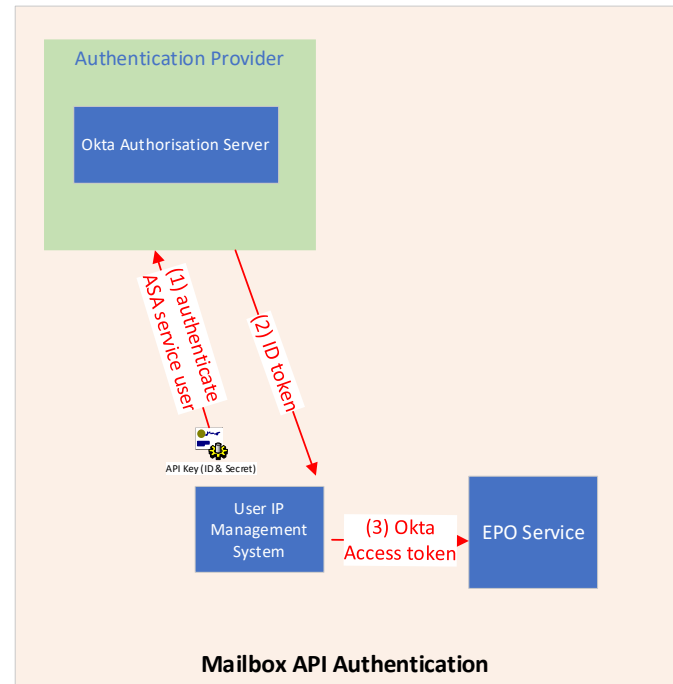 Authentication Provider
Okta Authorisation Server
(1) authenticate
ASA service user
(2) ID token
API Key (ID & Secret)
User IP
Management
System
(3) Okta
Access token
EPO Service
Mailbox API Authentication